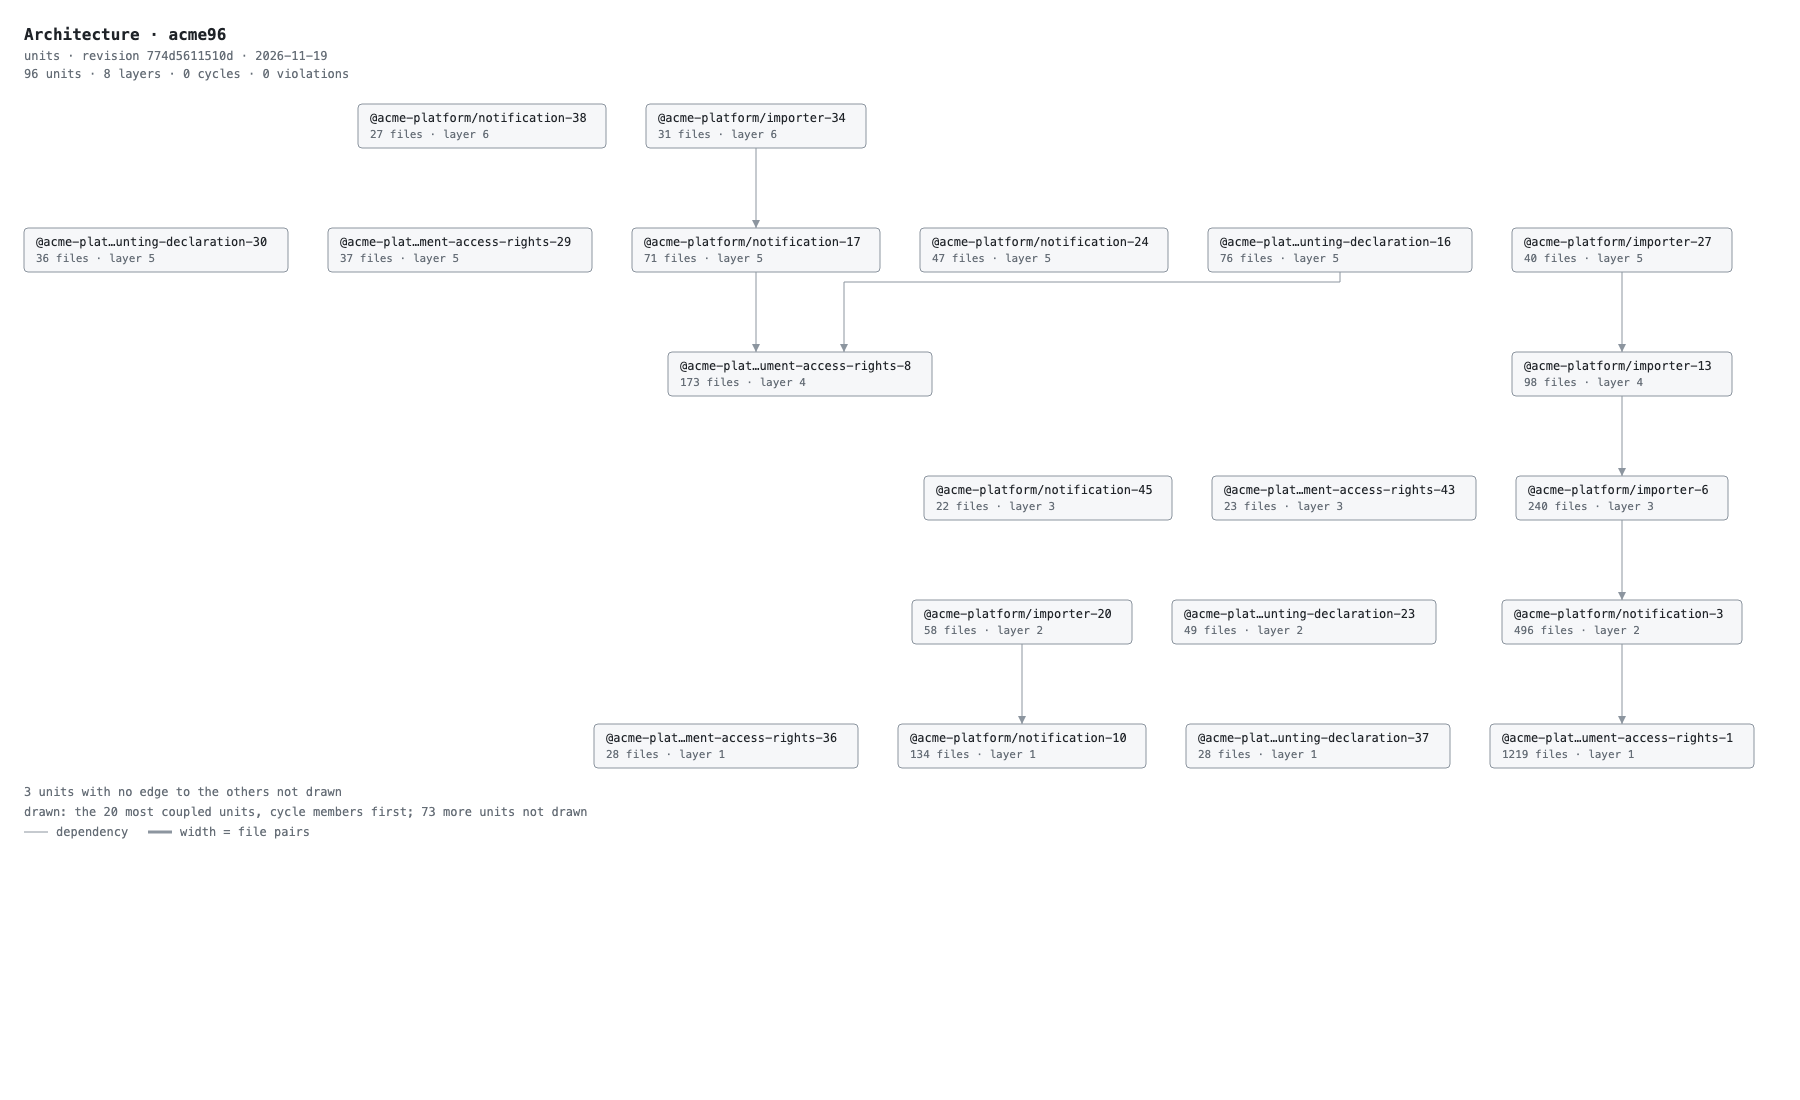 Architecture · acme96
units · revision 774d5611510d · 2026-11-19
96 units · 8 layers · 0 cycles · 0 violations
@acme-platform/notification-38
27 files · layer 6
@acme-platform/importer-34
31 files · layer 6
@acme-plat…unting-declaration-30
36 files · layer 5
@acme-plat…ment-access-rights-29
37 files · layer 5
@acme-platform/notification-17
71 files · layer 5
@acme-platform/notification-24
47 files · layer 5
@acme-plat…unting-declaration-16
76 files · layer 5
@acme-platform/importer-27
40 files · layer 5
@acme-plat…ument-access-rights-8
173 files · layer 4
@acme-platform/importer-13
98 files · layer 4
@acme-platform/notification-45
22 files · layer 3
@acme-plat…ment-access-rights-43
23 files · layer 3
@acme-platform/importer-6
240 files · layer 3
@acme-platform/importer-20
58 files · layer 2
@acme-plat…unting-declaration-23
49 files · layer 2
@acme-platform/notification-3
496 files · layer 2
@acme-plat…ment-access-rights-36
28 files · layer 1
@acme-platform/notification-10
134 files · layer 1
@acme-plat…unting-declaration-37
28 files · layer 1
@acme-plat…ument-access-rights-1
1219 files · layer 1
3 units with no edge to the others not drawn
drawn: the 20 most coupled units, cycle members first; 73 more units not drawn
dependency
width = file pairs